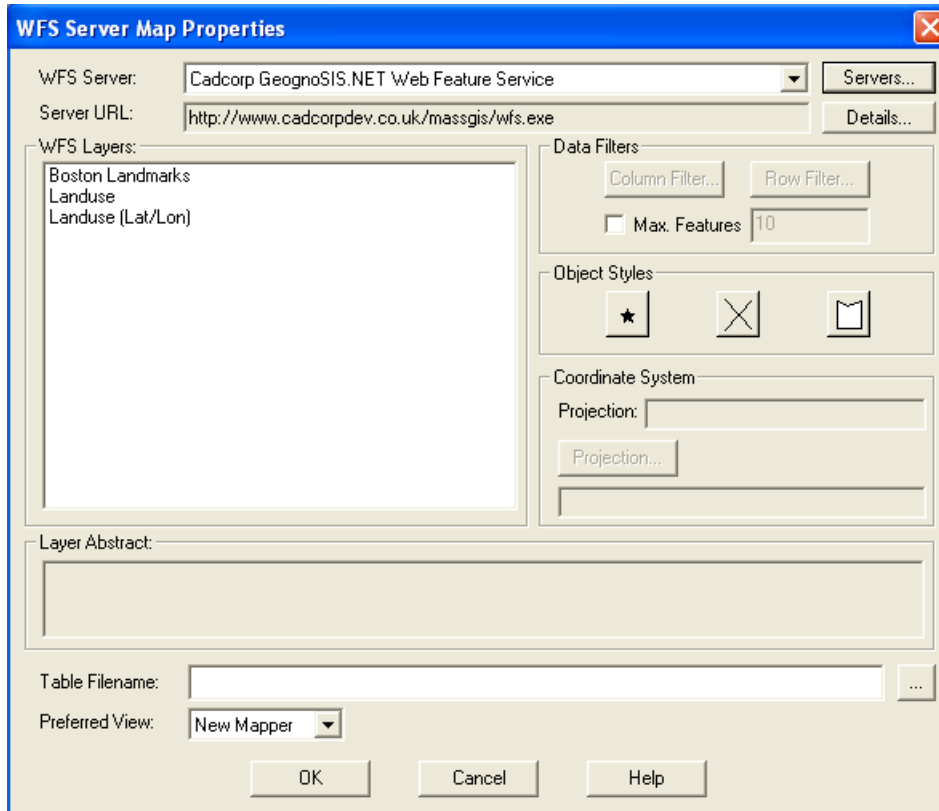 WFS Server Map Properties
WFS Server: Cadcorp GeognoSIS.NET Web Feature Service Servers...
Server URL: http://www.cadcorpdev.co.uk/massgis/wfs.exe Details...
WFS Layers:
Boston Landmarks
Landuse
Landuse (Lat/Lon)
Data Filters
Column Filter... Row Filter...
Max. Features 10
Object Styles
Coordinate System
Projection:
Projection...
Layer Abstract:
Table Filename: ...
Preferred View: New Mapper
OK Cancel Help